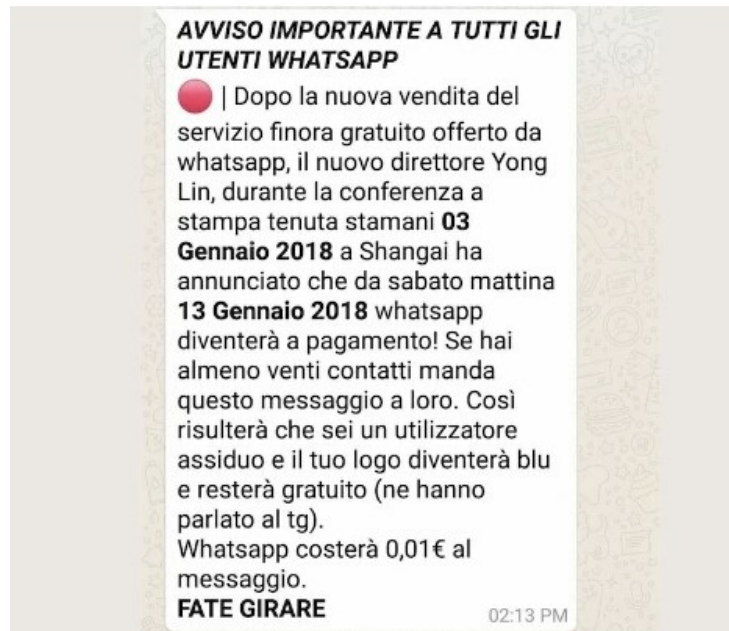 AVVISO IMPORTANTE A TUTTI GLI
UTENTI WHATSAPP
🔴 | Dopo la nuova vendita del
servizio finora gratuito offerto da
whatsapp, il nuovo direttore Yong
Lin, durante la conferenza a
stampa tenuta stamani 03
Gennaio 2018 a Shangai ha
annunciato che da sabato mattina
13 Gennaio 2018 whatsapp
diventerà a pagamento! Se hai
almeno venti contatti manda
questo messaggio a loro. Così
risulterà che sei un utilizzatore
assiduo e il tuo logo diventerà blu
e resterà gratuito (ne hanno
parlato al tg).
Whatsapp costerà 0,01€ al
messaggio.
FATE GIRARE
02:13 PM